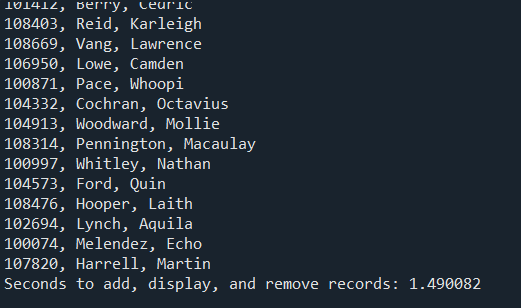 101412, Berry, Cedric
108403, Reid, Karleigh
108669, Vang, Lawrence
106950, Lowe, Camden
100871, Pace, Whoopi
104332, Cochran, Octavius
104913, Woodward, Mollie
108314, Pennington, Macaulay
100997, Whitley, Nathan
104573, Ford, Quin
108476, Hooper, Laith
102694, Lynch, Aquila
100074, Melendez, Echo
107820, Harrell, Martin
Seconds to add, display, and remove records: 1.490082